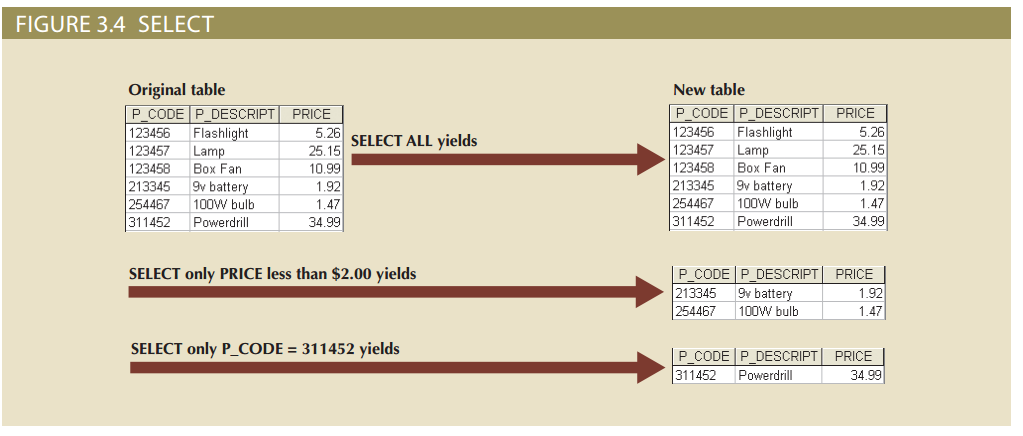 FIGURE 3.4 SELECT
Original table
P_CODE P_DESCRIPT PRICE
123456 Flashlight 5.26
123457 Lamp 25.15
123458 Box Fan 10.99
213345 9v battery 1.92
254467 100W bulb 1.47
311452 Powerdrill 34.99
SELECT ALL yields
New table
P_CODE P_DESCRIPT PRICE
123456 Flashlight 5.26
123457 Lamp 25.15
123458 Box Fan 10.99
213345 9v battery 1.92
254467 100W bulb 1.47
311452 Powerdrill 34.99
SELECT only PRICE less than $2.00 yields
P_CODE P_DESCRIPT PRICE
213345 9v battery 1.92
254467 100W bulb 1.47
SELECT only P_CODE = 311452 yields
P_CODE P_DESCRIPT PRICE
311452 Powerdrill 34.99